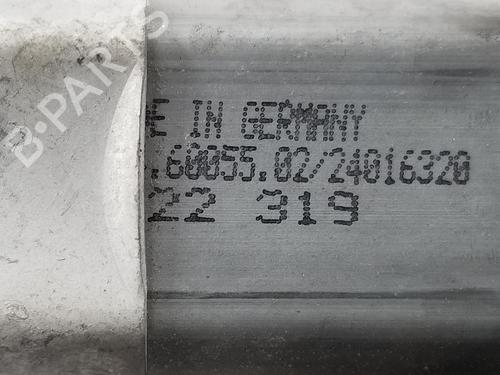 B-PARTS
E IN GERMANY
.60055.02/24016320
22 319